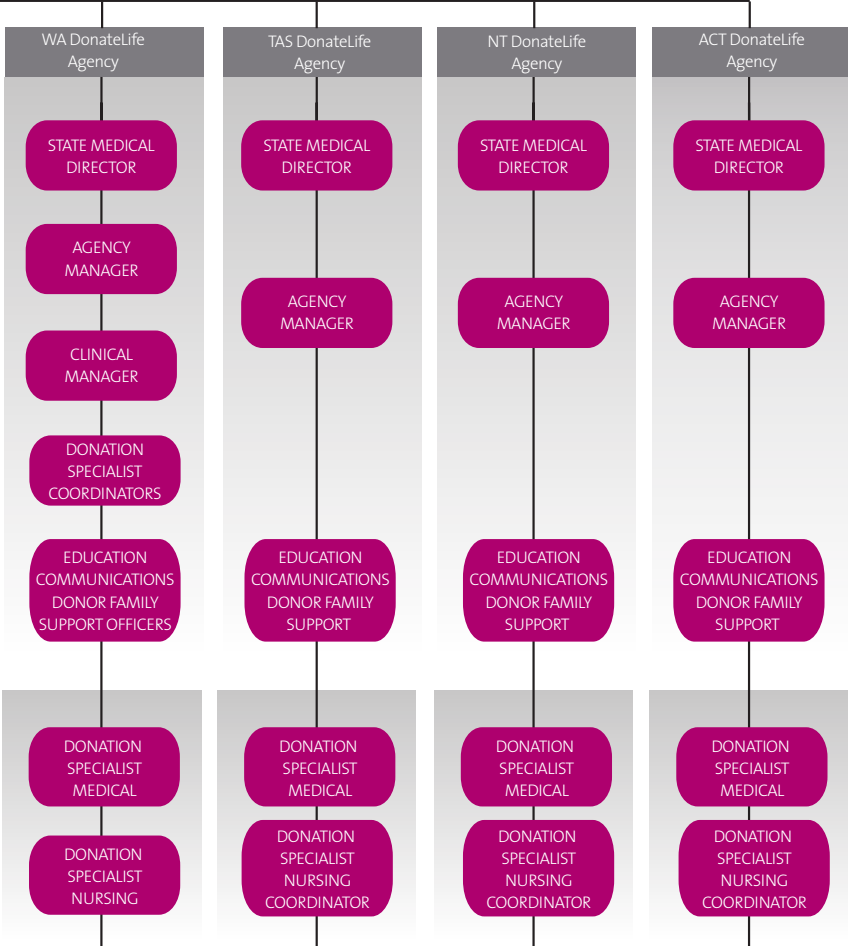 WA DonateLife
Agency
STATE MEDICAL
DIRECTOR
AGENCY
MANAGER
CLINICAL
MANAGER
DONATION
SPECIALIST
COORDINATORS
EDUCATION
COMMUNICATIONS
DONOR FAMILY
SUPPORT OFFICERS
DONATION
SPECIALIST
MEDICAL
DONATION
SPECIALIST
NURSING
TAS DonateLife
Agency
STATE MEDICAL
DIRECTOR
AGENCY
MANAGER
EDUCATION
COMMUNICATIONS
DONOR FAMILY
SUPPORT
DONATION
SPECIALIST
MEDICAL
DONATION
SPECIALIST
NURSING
COORDINATOR
NT DonateLife
Agency
STATE MEDICAL
DIRECTOR
AGENCY
MANAGER
EDUCATION
COMMUNICATIONS
DONOR FAMILY
SUPPORT
DONATION
SPECIALIST
MEDICAL
DONATION
SPECIALIST
NURSING
COORDINATOR
ACT DonateLife
Agency
STATE MEDICAL
DIRECTOR
AGENCY
MANAGER
EDUCATION
COMMUNICATIONS
DONOR FAMILY
SUPPORT
DONATION
SPECIALIST
MEDICAL
DONATION
SPECIALIST
NURSING
COORDINATOR